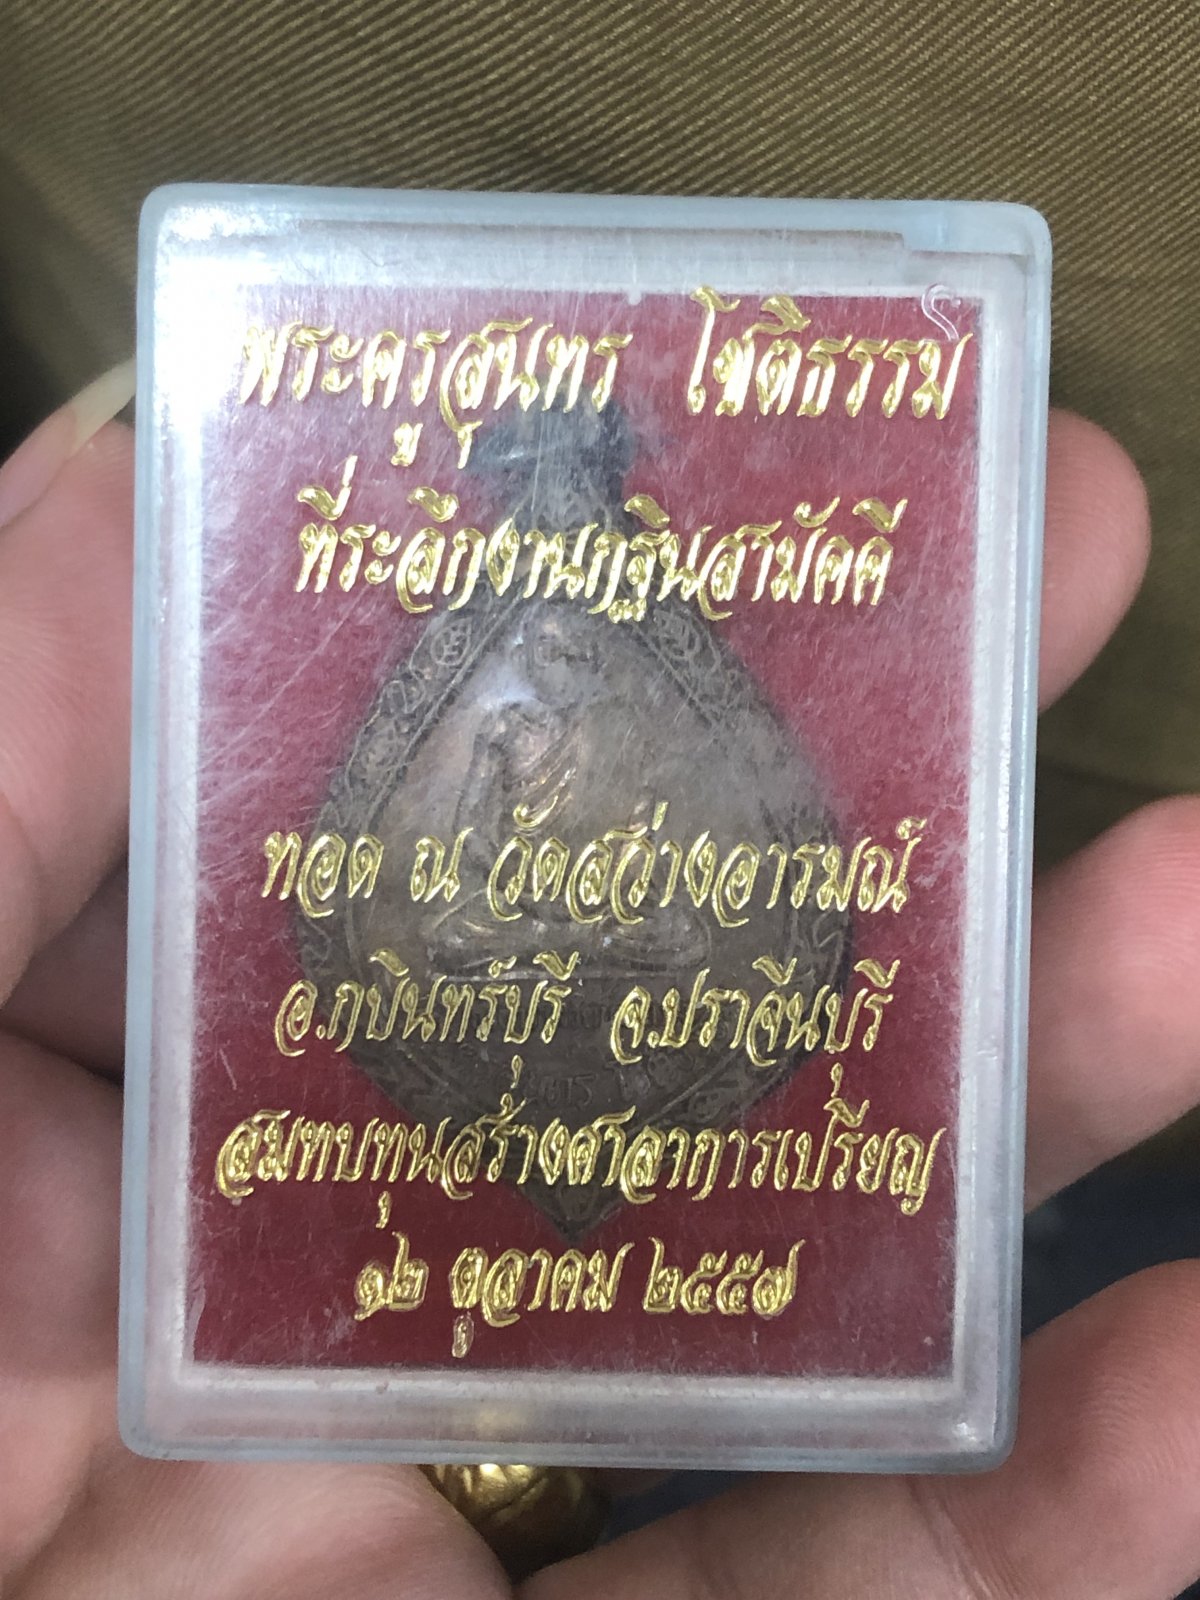 พระครูสุนทร โชติธรรม
ที่ระลึกงานกฐินสามัคคี
ทอด ณ วัดสว่างอารมณ์
อ.กบินทร์บุรี จ.ปราจีนบุรี
สมทบทุนสร้างศาลาการเปรียญ
๑๒ ตุลาคม ๒๕๕๗